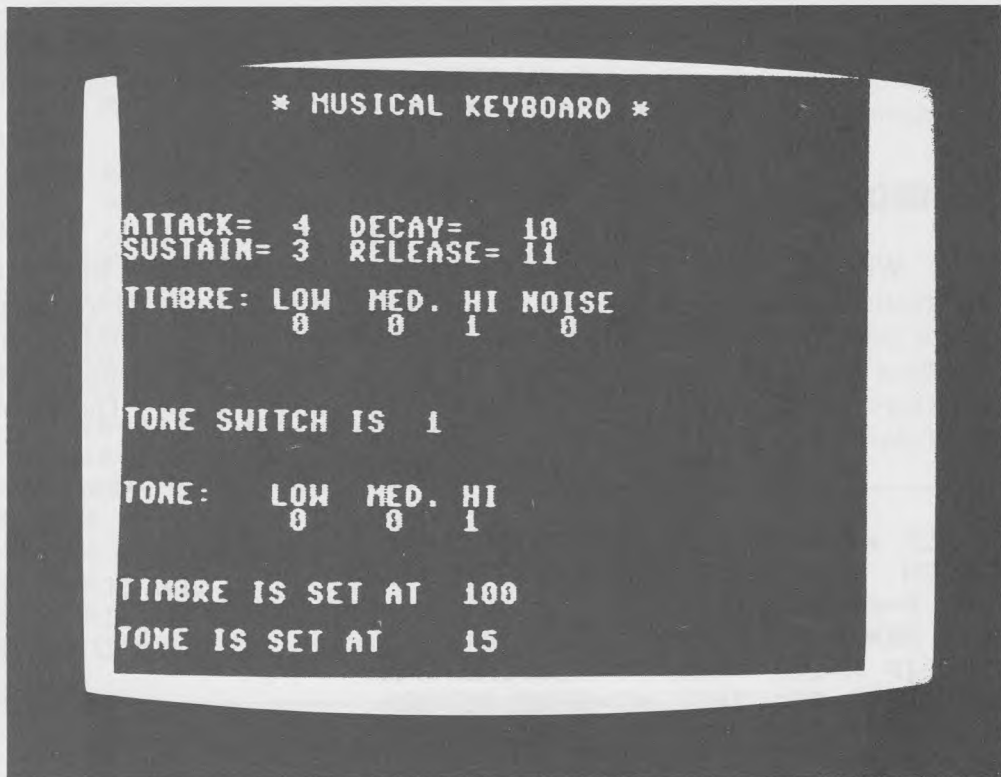 * MUSICAL KEYBOARD *
ATTACK= 4 DECAY= 10
SUSTAIN= 3 RELEASE= 11
TIMBRE: LOW MED. HI NOISE
0 0 1 0
TONE SWITCH IS 1
TONE: LOW MED. HI
0 0 1
TIMBRE IS SET AT 100
TONE IS SET AT 15